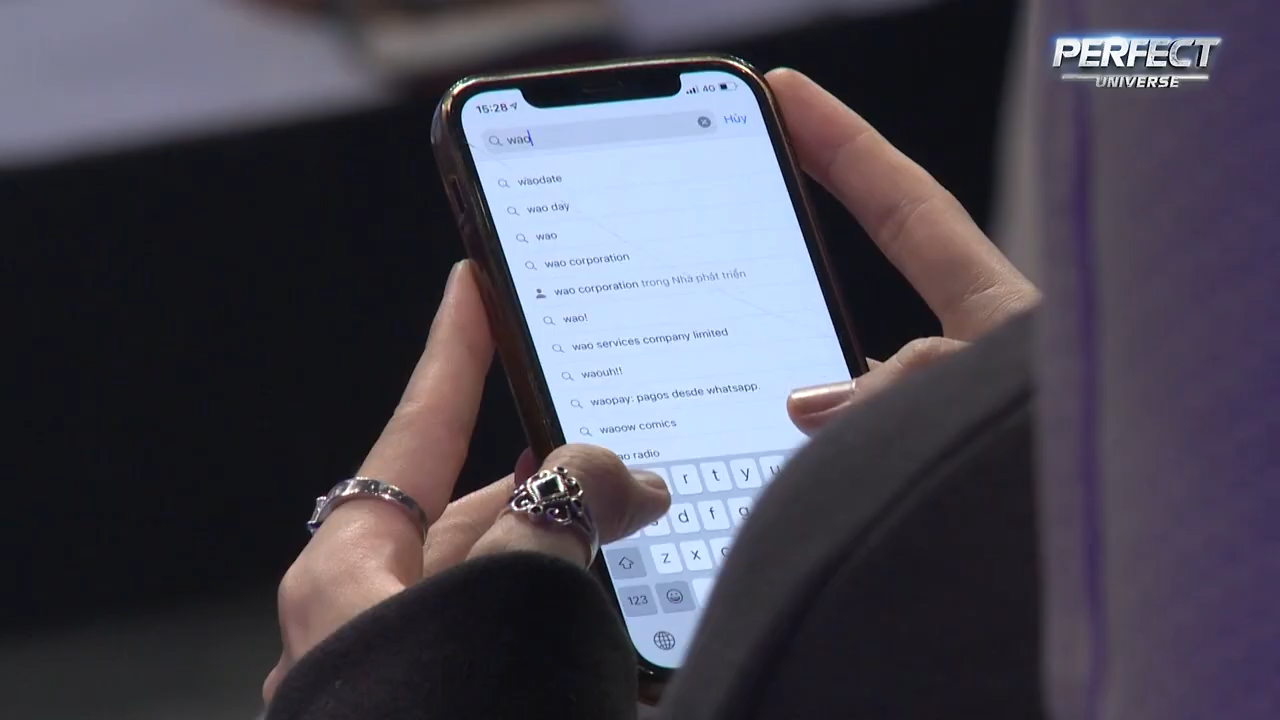 PERFECT
UNIVERSE
15:28
4G
wao
Hủy
waodate
wao day
wao
wao corporation
wao corporation trong Nhà phát triển
wao!
wao services company limited
waouh!!
waopay: pagos desde whatsapp.
waoow comics
ao radio
r t y u
s d f g
z x c
123